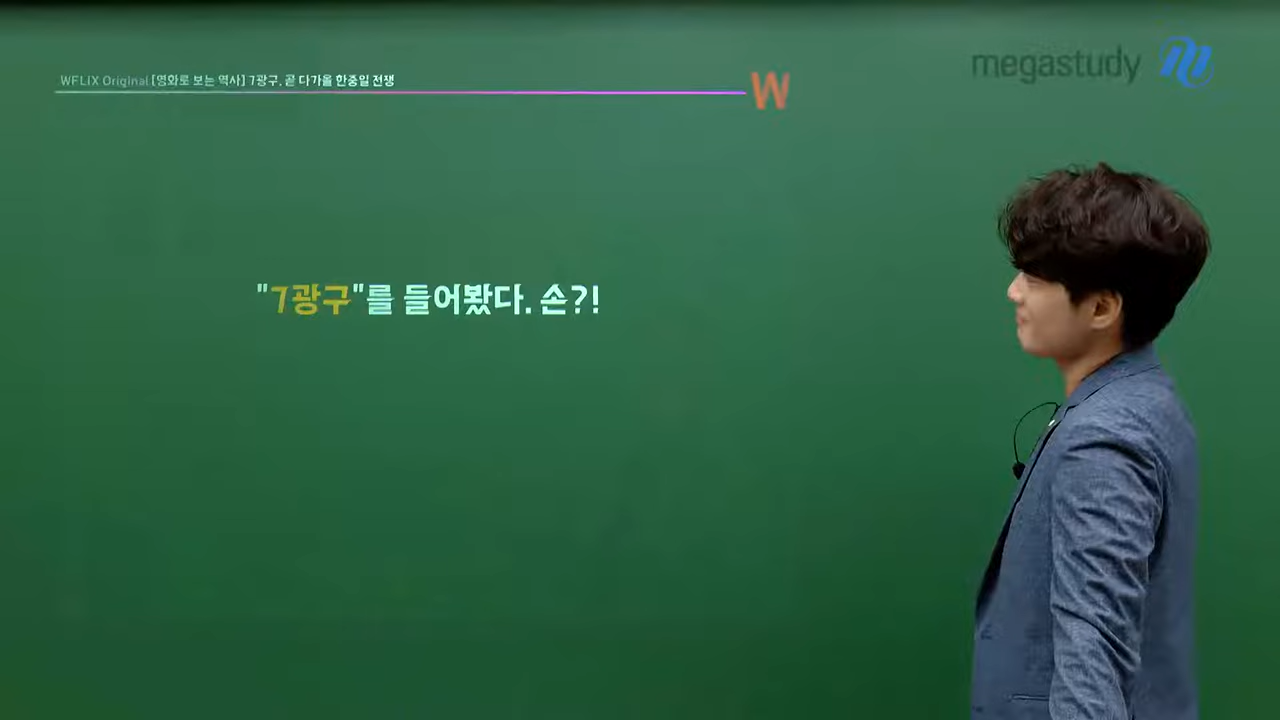 WFLIX Original [영화로 보는 역사] 7광구, 곧 다가올 한중일 전쟁
W
megastudy
"7광구"를 들어봤다. 손?!